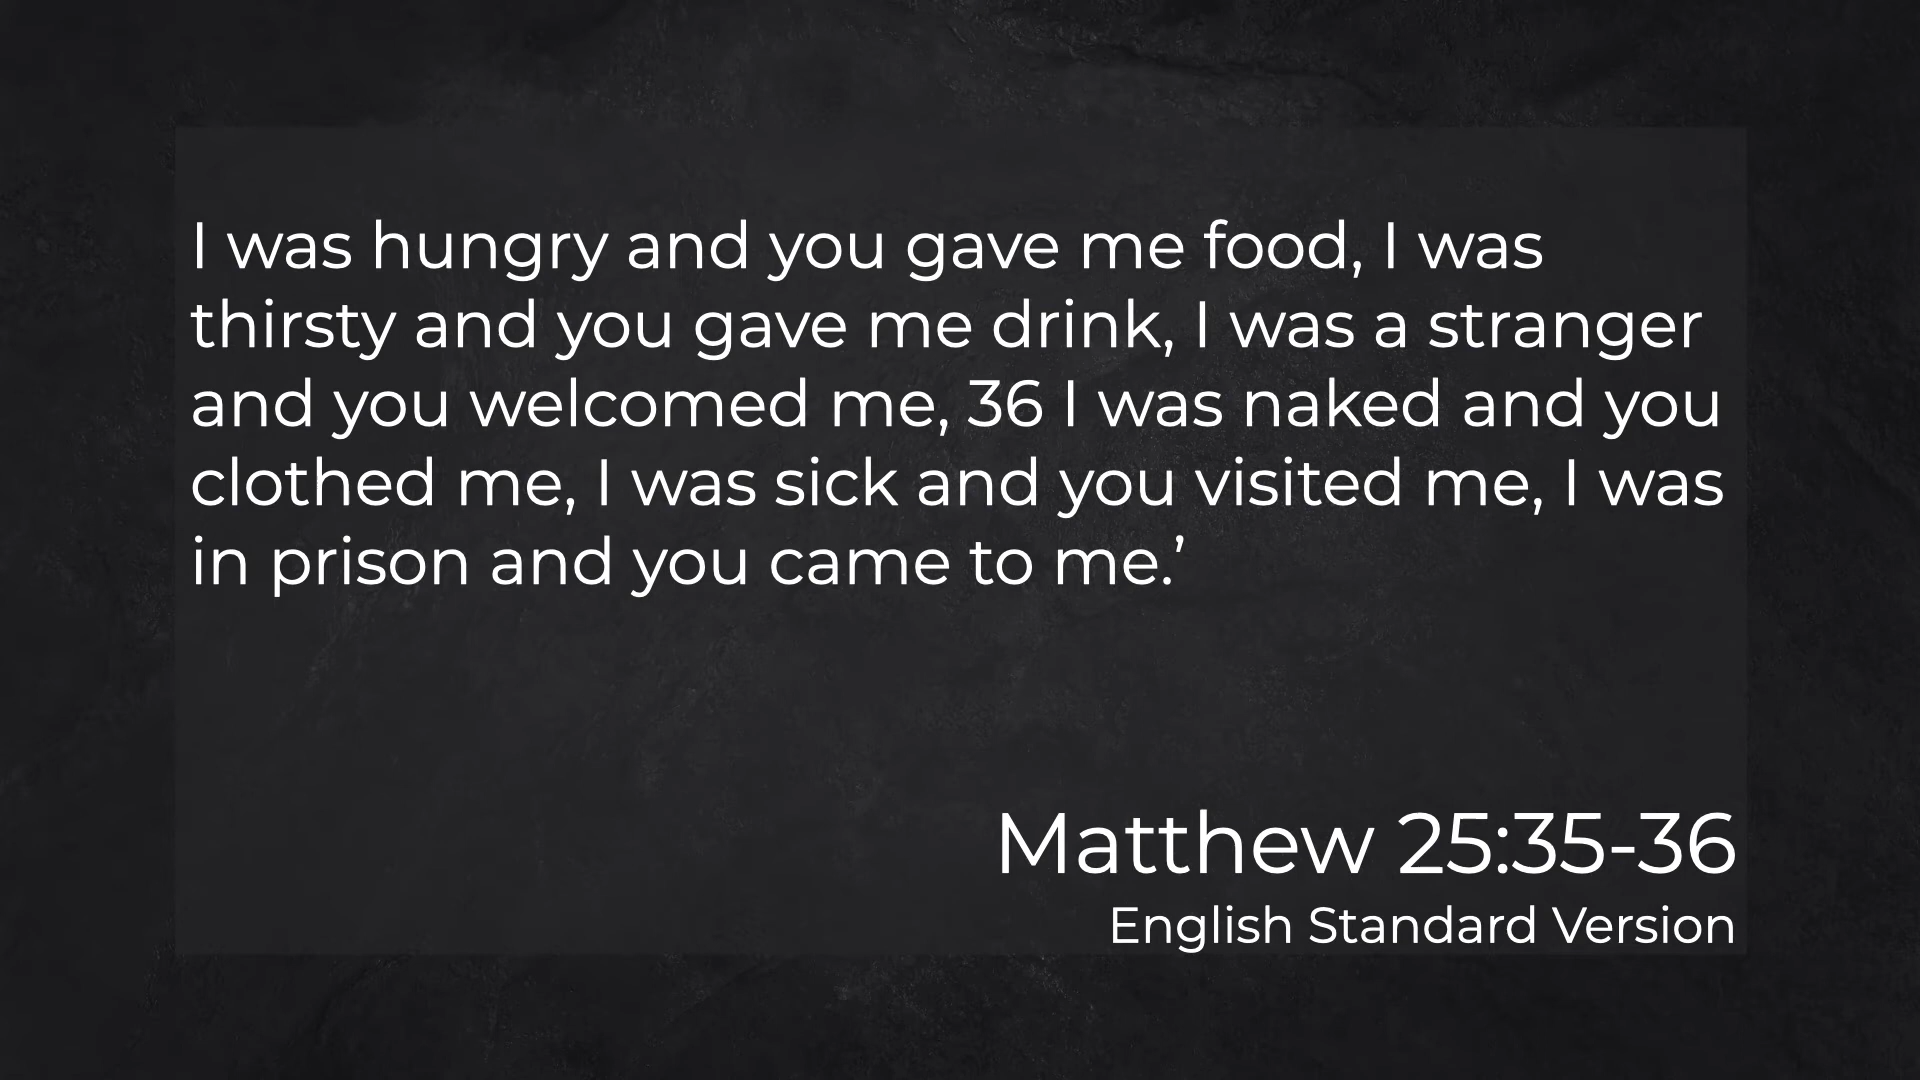 I was hungry and you gave me food, I was
thirsty and you gave me drink, I was a stranger
and you welcomed me, 36 I was naked and you
clothed me, I was sick and you visited me, I was
in prison and you came to me.’
Matthew 25:35-36
English Standard Version